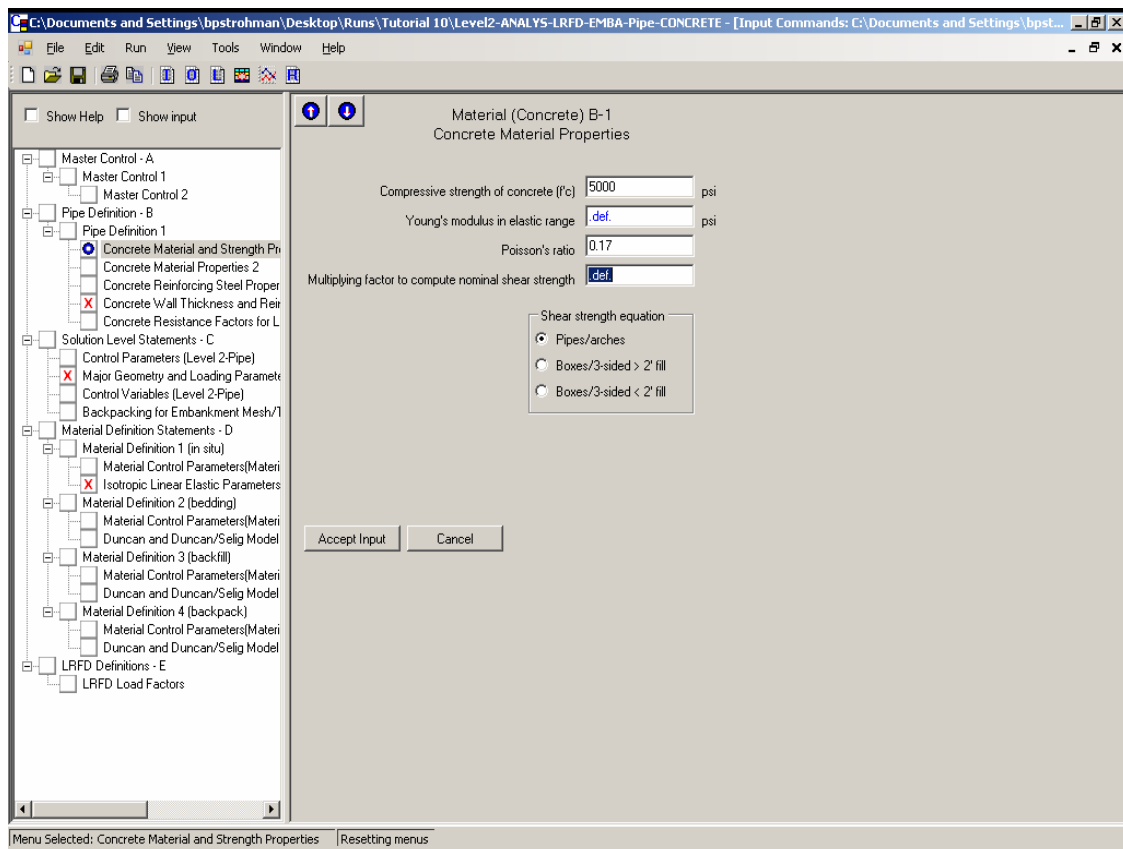 C:\Documents and Settings\bpstrohman\Desktop\Runs\Tutorial 10\Level2-ANALYS-LRFD-EMBA-Pipe-CONCRETE - [Input Commands: C:\Documents and Settings\bpst...
File Edit Run View Tools Window Help
Show Help Show input
Master Control - A
Master Control 1
Master Control 2
Pipe Definition - B
Pipe Definition 1
Concrete Material and Strength Pr
Concrete Material Properties 2
Concrete Reinforcing Steel Proper
X Concrete Wall Thickness and Rein
Concrete Resistance Factors for L
Solution Level Statements - C
Control Parameters (Level 2-Pipe)
X Major Geometry and Loading Paramete
Control Variables (Level 2-Pipe)
Backpacking for Embankment Mesh/T
Material Definition Statements - D
Material Definition 1 (in situ)
Material Control Parameters(Materi
X Isotropic Linear Elastic Parameters
Material Definition 2 (bedding)
Material Control Parameters(Materi
Duncan and Duncan/Selig Model
Material Definition 3 (backfill)
Material Control Parameters(Materi
Duncan and Duncan/Selig Model
Material Definition 4 (backpack)
Material Control Parameters(Materi
Duncan and Duncan/Selig Model
LRFD Definitions - E
LRFD Load Factors
Material (Concrete) B-1
Concrete Material Properties
Compressive strength of concrete (f'c) 5000 psi
Young's modulus in elastic range .def. psi
Poisson's ratio 0.17
Multiplying factor to compute nominal shear strength .def.
Shear strength equation
Pipes/arches
Boxes/3-sided > 2' fill
Boxes/3-sided < 2' fill
Accept Input Cancel
Menu Selected: Concrete Material and Strength Properties Resetting menus